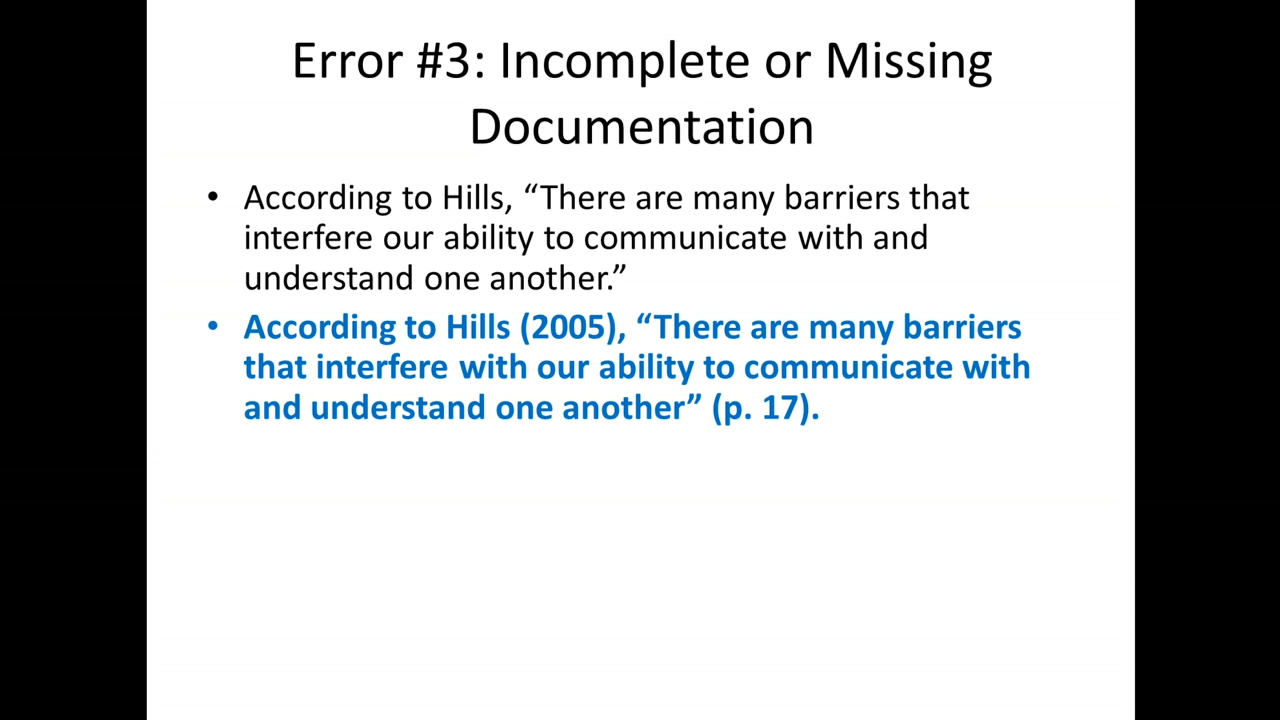 Error #3: Incomplete or Missing
Documentation
• According to Hills, “There are many barriers that
interfere our ability to communicate with and
understand one another.”
• According to Hills (2005), “There are many barriers
that interfere with our ability to communicate with
and understand one another” (p. 17).